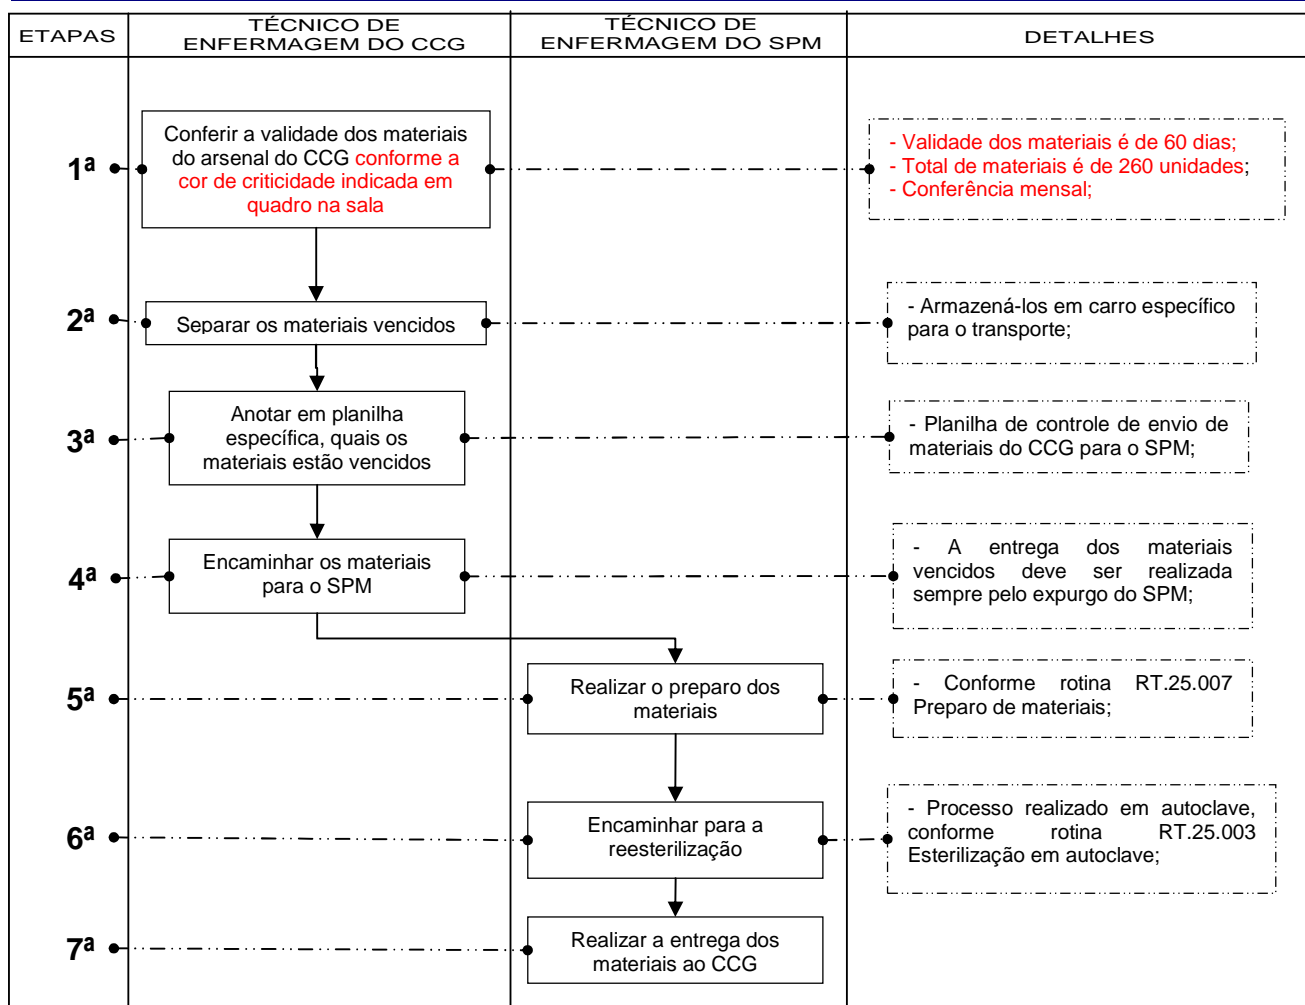 ETAPAS
TÉCNICO DE
ENFERMAGEM DO CCG
TÉCNICO DE
ENFERMAGEM DO SPM
DETALHES
1ª
Conferir a validade dos materiais
do arsenal do CCG conforme a
cor de criticidade indicada em
quadro na sala
- Validade dos materiais é de 60 dias;
- Total de materiais é de 260 unidades;
- Conferência mensal;
2ª
Separar os materiais vencidos
- Armazená-los em carro específico
para o transporte;
3ª
Anotar em planilha
específica, quais os
materiais estão vencidos
- Planilha de controle de envio de
materiais do CCG para o SPM;
4ª
Encaminhar os materiais
para o SPM
- A entrega dos materiais
vencidos deve ser realizada
sempre pelo expurgo do SPM;
5ª
Realizar o preparo dos
materiais
- Conforme rotina RT.25.007
Preparo de materiais;
6ª
Encaminhar para a
reesterilização
- Processo realizado em autoclave,
conforme rotina RT.25.003
Esterilização em autoclave;
7ª
Realizar a entrega dos
materiais ao CCG